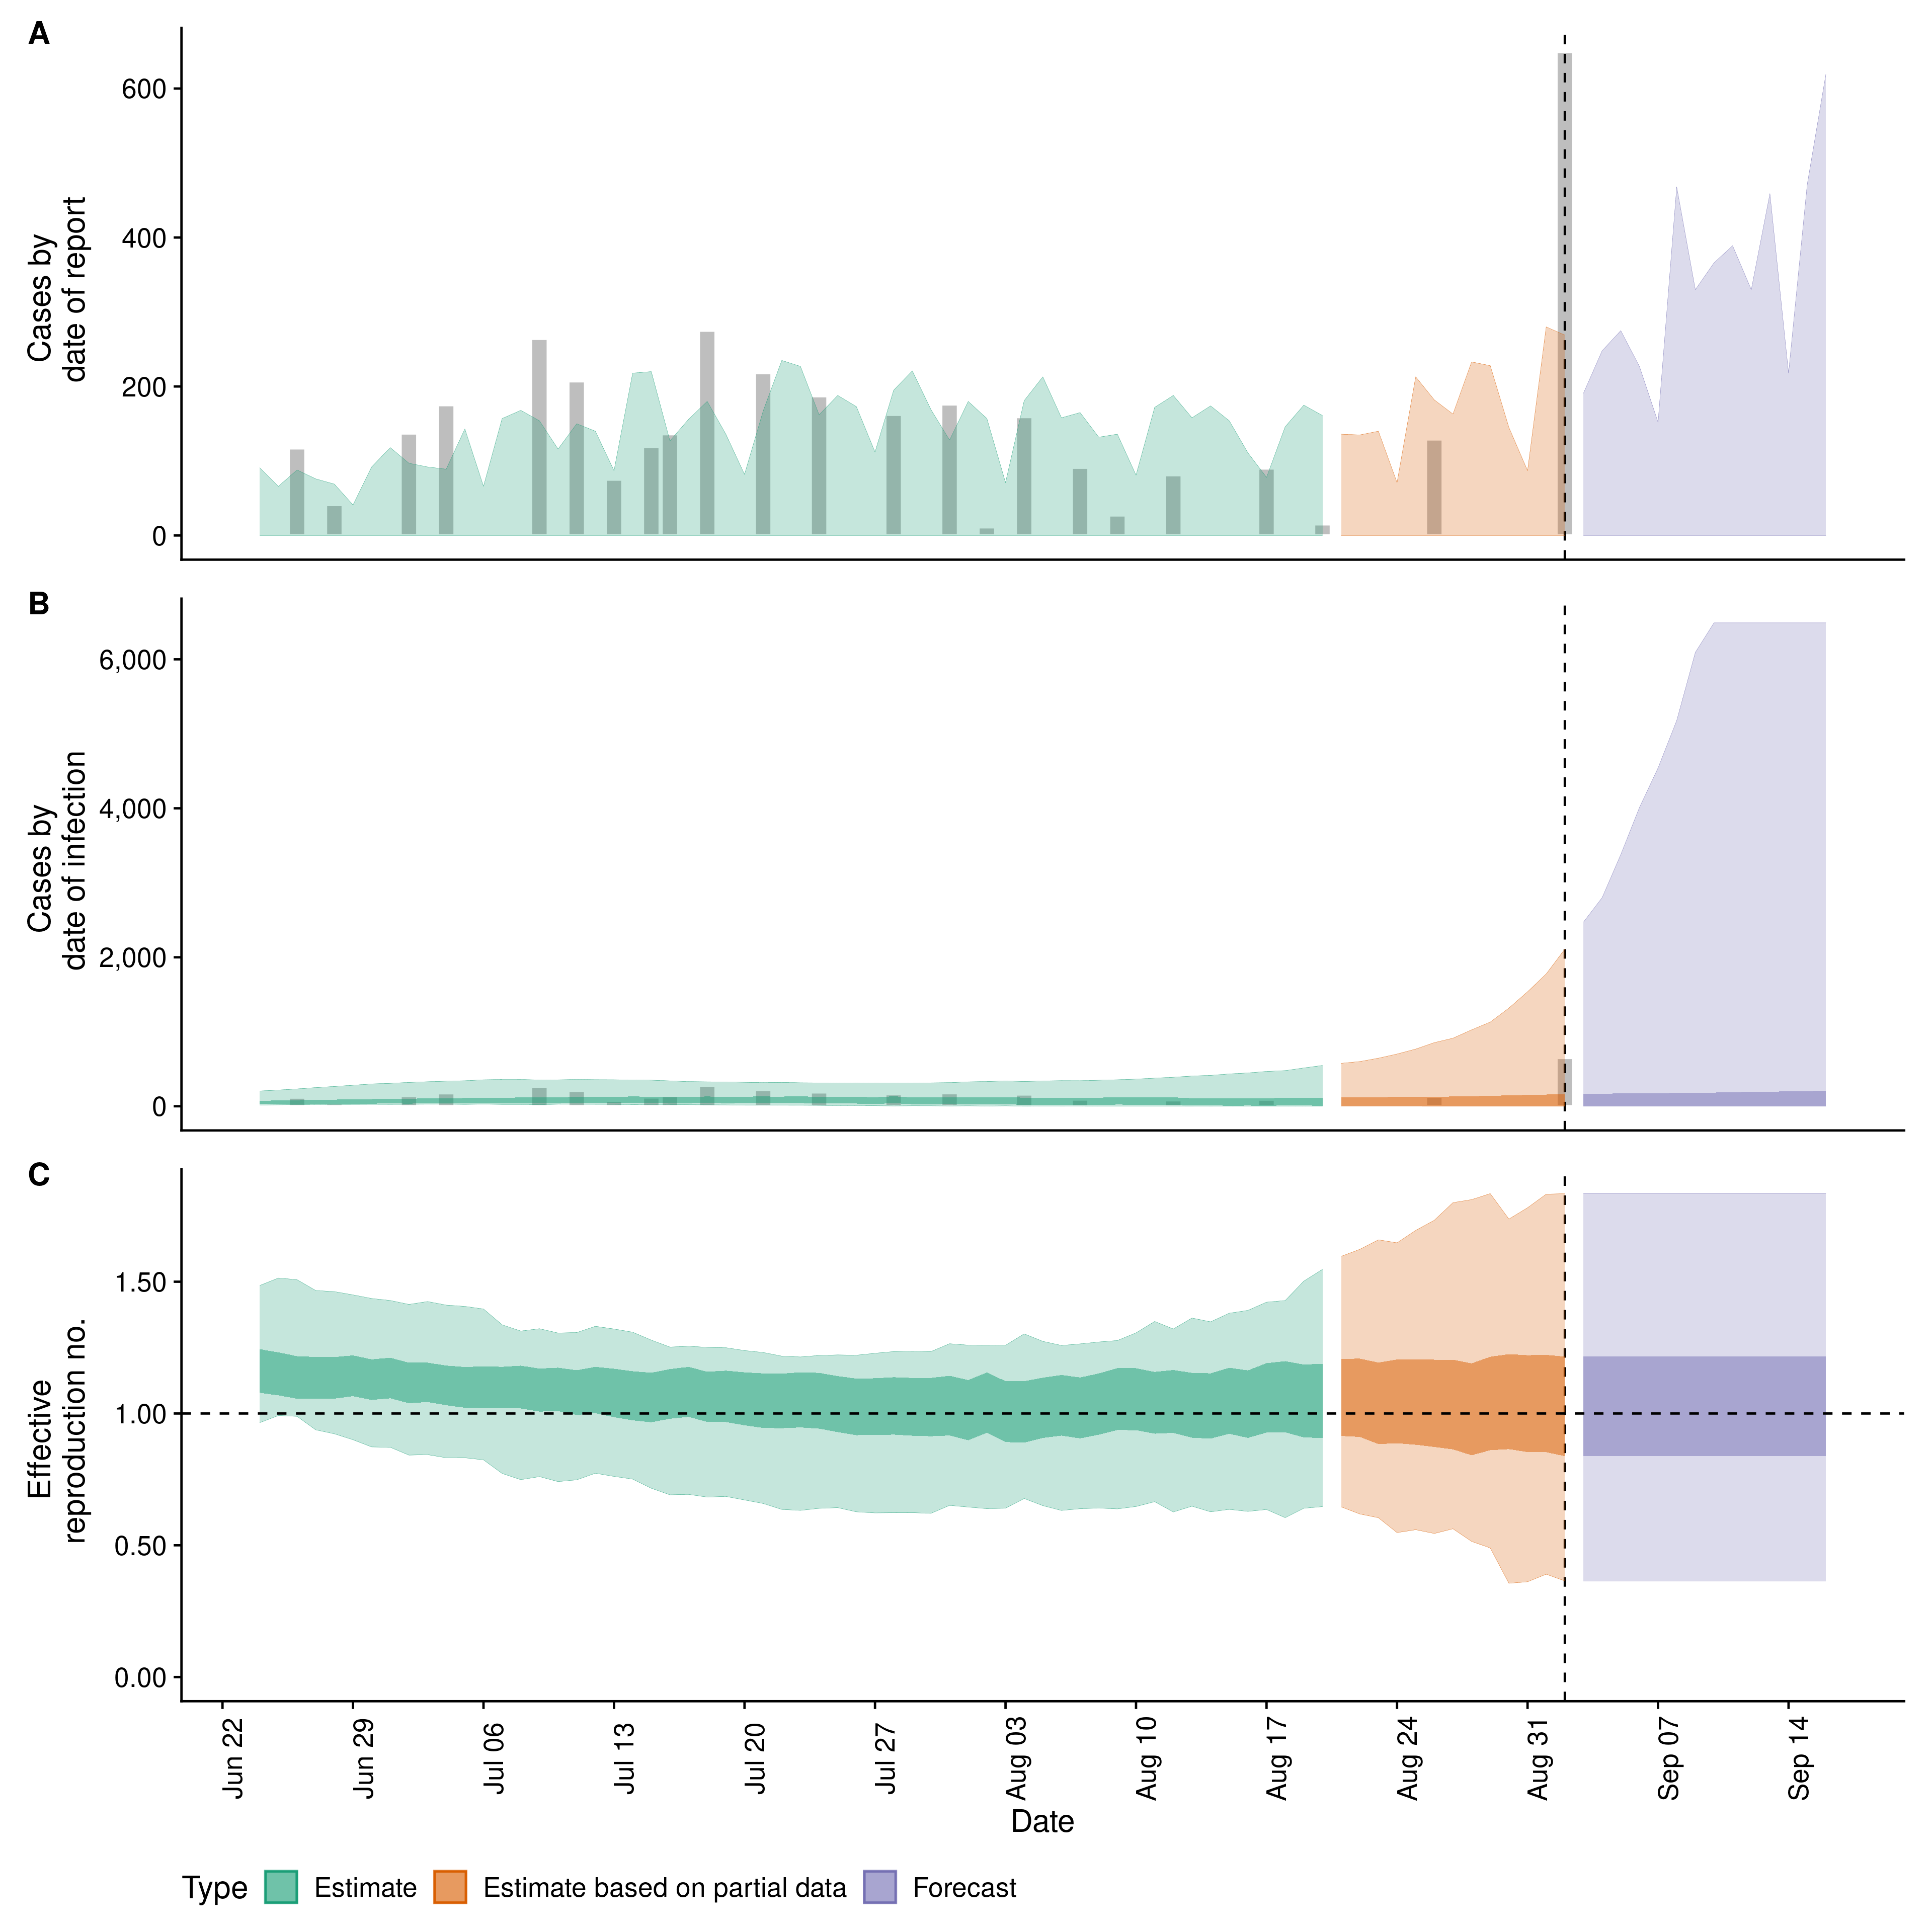 A
Cases by
date of report
600
400
200
0
B
Cases by
date of infection
6,000
4,000
2,000
0
C
Effective
reproduction no.
1.50
1.00
0.50
0.00
Jun 22
Jun 29
Jul 06
Jul 13
Jul 20
Jul 27
Aug 03
Aug 10
Aug 17
Aug 24
Aug 31
Sep 07
Sep 14
Date
Type Estimate Estimate based on partial data Forecast